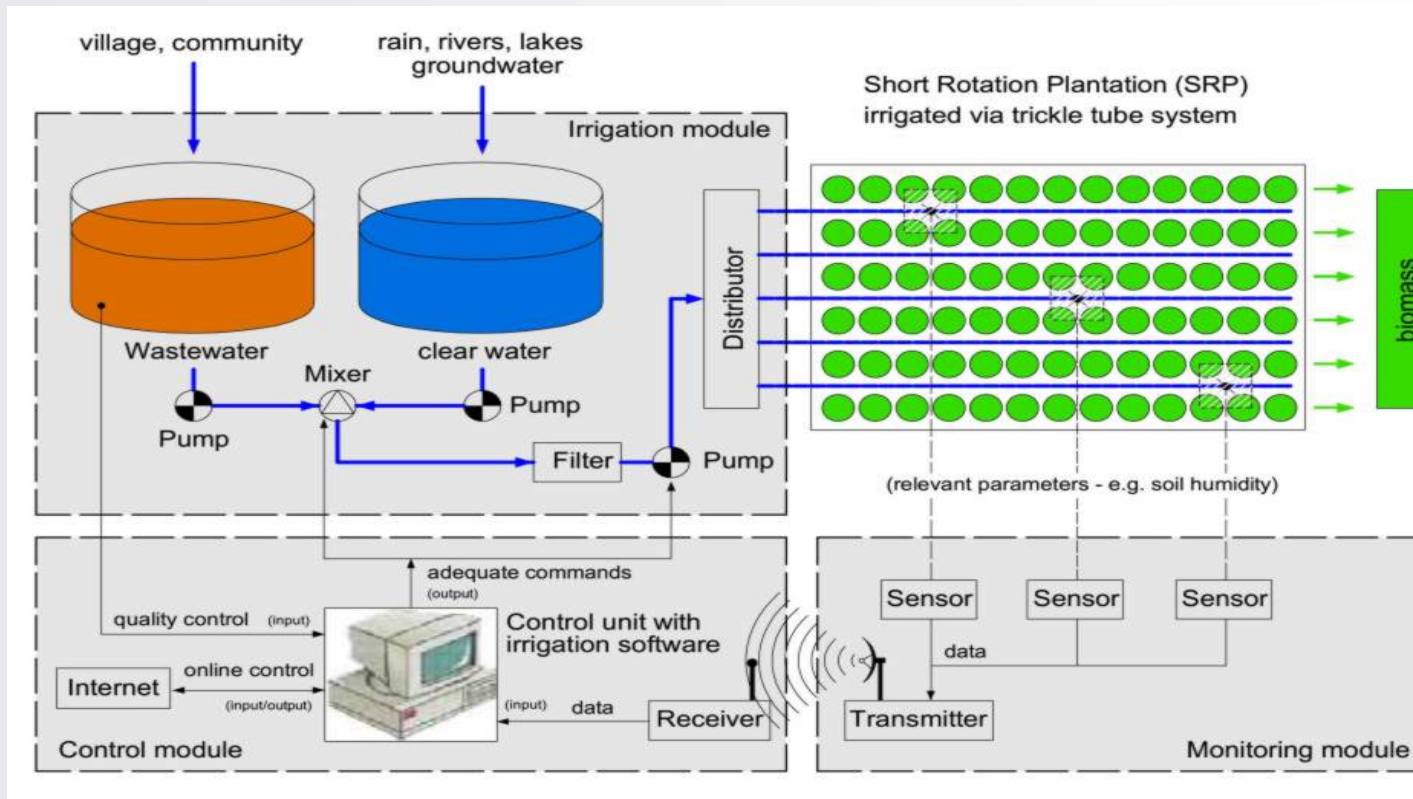 village, community
rain, rivers, lakes
groundwater
Short Rotation Plantation (SRP)
irrigated via trickle tube system
Irrigation module
Wastewater
clear water
Mixer
Pump
Pump
Filter
Pump
Distributor
biomass
(relevant parameters - e.g. soil humidity)
adequate commands
(output)
quality control (input)
Control unit with
irrigation software
Internet
online control
(input/output)
(input) data
Receiver
Control module
Sensor
Sensor
Sensor
data
Transmitter
Monitoring module